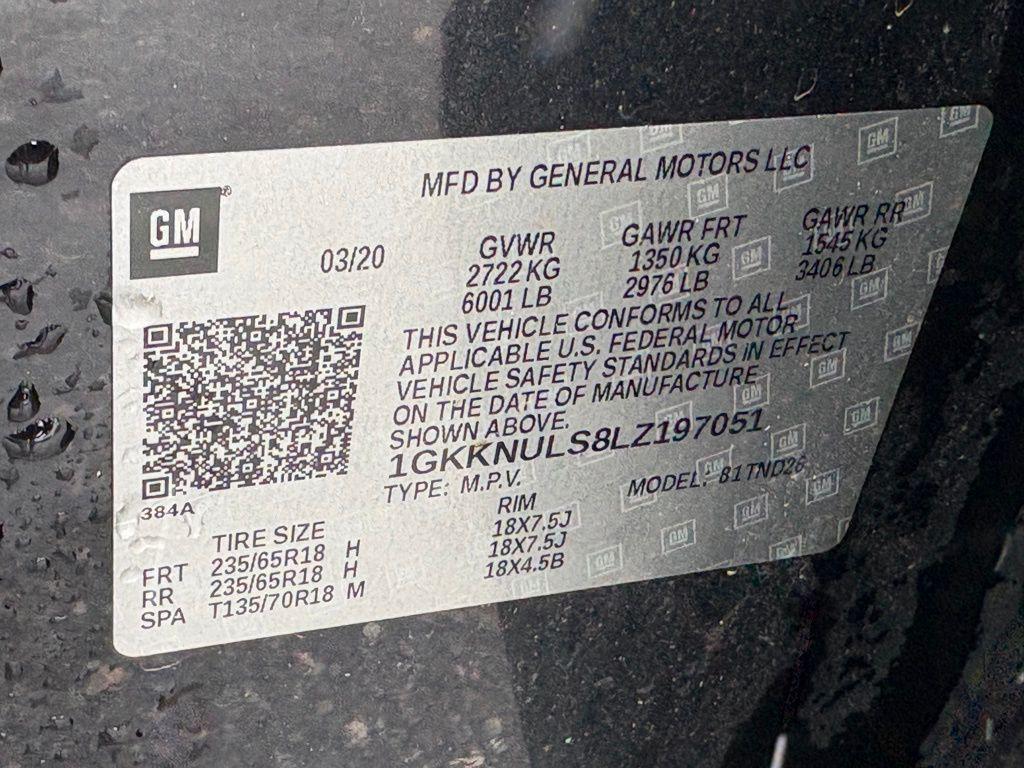 GM
MFD BY GENERAL MOTORS LLC
03/20
GVWR GAWR FRT GAWR RR
2722 KG 1350 KG 1545 KG
6001 LB 2976 LB 3406 LB
THIS VEHICLE CONFORMS TO ALL
APPLICABLE U.S. FEDERAL MOTOR
VEHICLE SAFETY STANDARDS IN EFFECT
ON THE DATE OF MANUFACTURE
SHOWN ABOVE.
1GKKNULS8LZ197051
TYPE: M.P.V. MODEL: 81TND26
384A
TIRE SIZE RIM
FRT 235/65R18 H 18X7.5J
RR 235/65R18 H 18X7.5J
SPA T135/70R18 M 18X4.5B